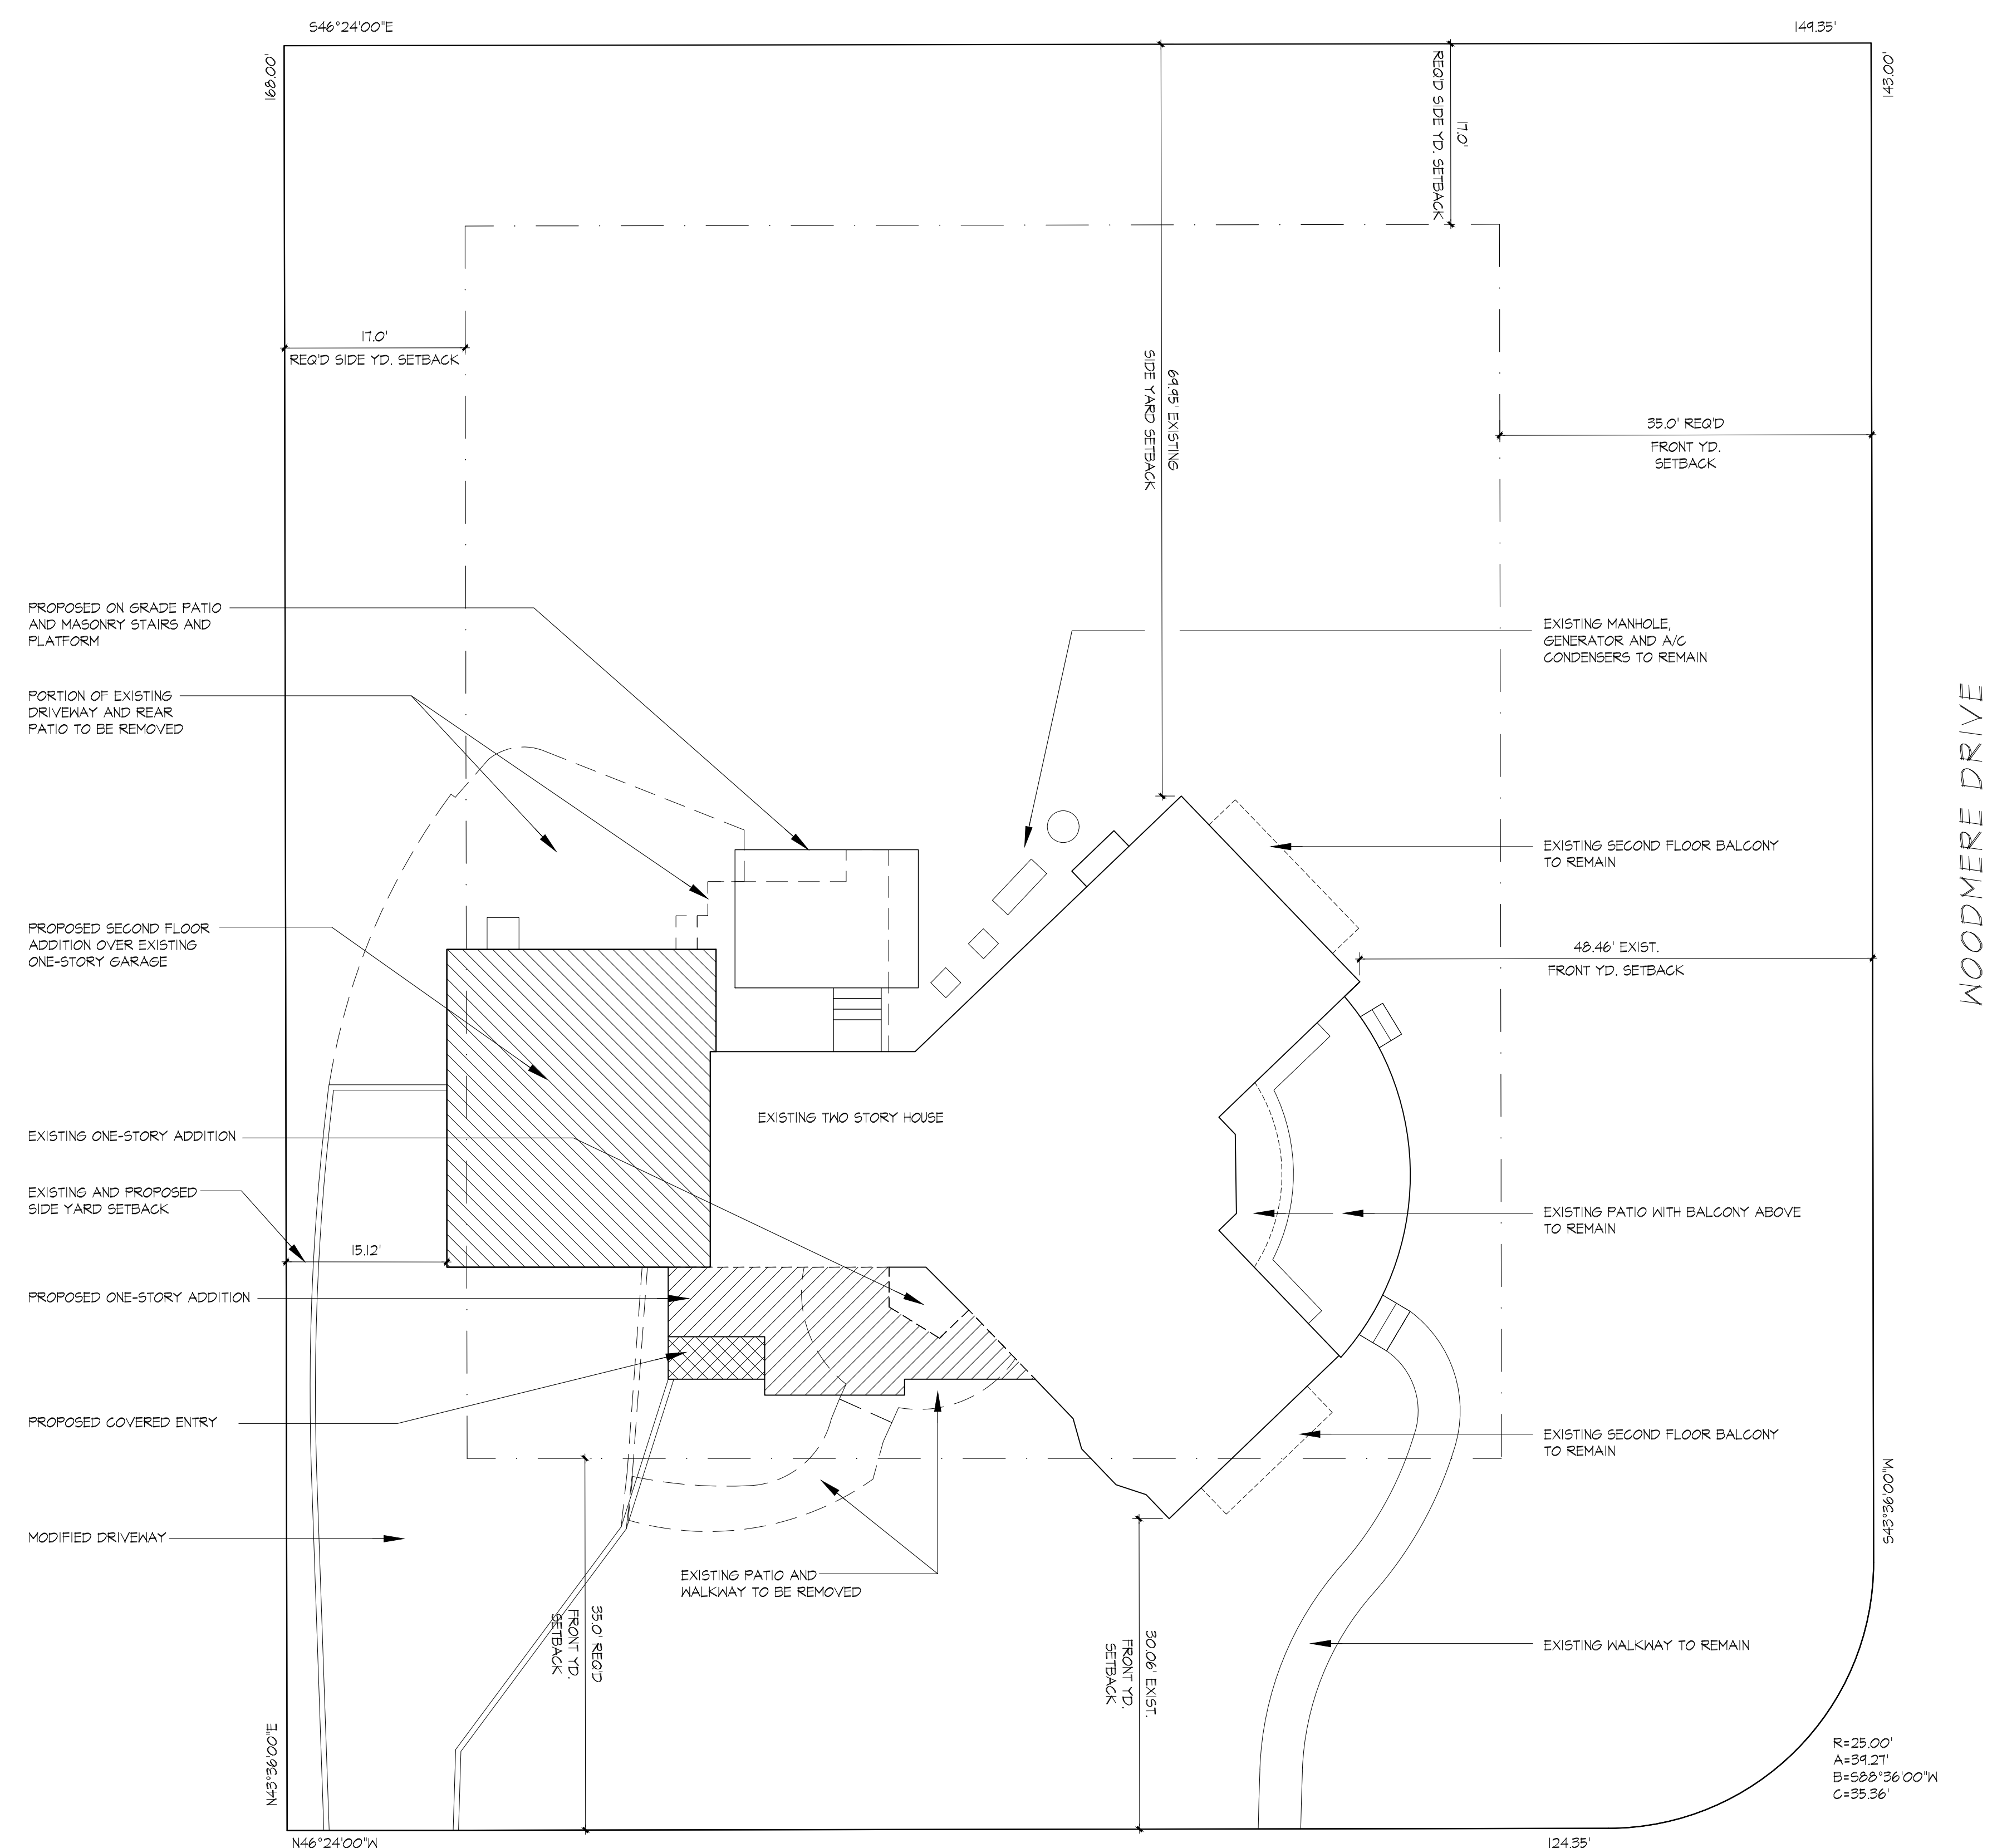 S46°24'00"E
149.35'
168.00'
143.00'
REQ'D SIDE YD. SETBACK
17.0'
17.0'
REQ'D SIDE YD. SETBACK
69.95' EXISTING
SIDE YARD SETBACK
35.0' REQ'D
FRONT YD.
SETBACK
PROPOSED ON GRADE PATIO
AND MASONRY STAIRS AND
PLATFORM
EXISTING MANHOLE,
GENERATOR AND A/C
CONDENSERS TO REMAIN
PORTION OF EXISTING
DRIVEWAY AND REAR
PATIO TO BE REMOVED
WOODMERE DRIVE
EXISTING SECOND FLOOR BALCONY
TO REMAIN
PROPOSED SECOND FLOOR
ADDITION OVER EXISTING
ONE-STORY GARAGE
48.46' EXIST.
FRONT YD. SETBACK
EXISTING TWO STORY HOUSE
EXISTING ONE-STORY ADDITION
EXISTING AND PROPOSED
SIDE YARD SETBACK
EXISTING PATIO WITH BALCONY ABOVE
TO REMAIN
15.12'
PROPOSED ONE-STORY ADDITION
PROPOSED COVERED ENTRY
EXISTING SECOND FLOOR BALCONY
TO REMAIN
S43°36'00"W
MODIFIED DRIVEWAY
EXISTING PATIO AND
WALKWAY TO BE REMOVED
35.0' REQ'D
FRONT YD.
SETBACK
30.06' EXIST.
FRONT YD.
SETBACK
EXISTING WALKWAY TO REMAIN
N43°36'00"E
R=25.00'
A=39.27'
B=S88°36'00"W
C=35.36'
N46°24'00"W
124.35'